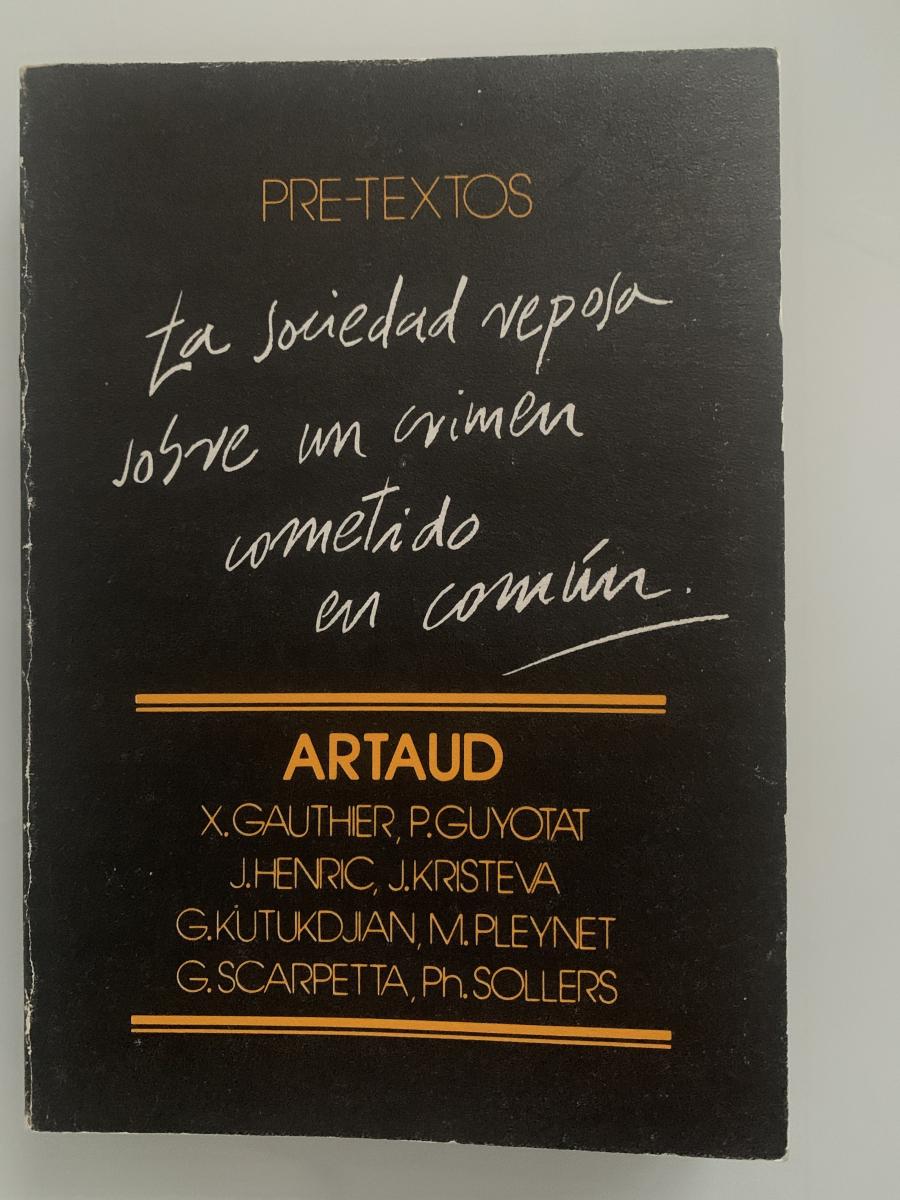 PRE-TEXTOS
La sociedad reposa
sobre un crimen
cometido
en común.
ARTAUD
X. GAUTHIER, P. GUYOTAT
J. HENRIC, J. KRISTEVA
G. KUTUKDJIAN, M. PLEYNET
G. SCARPETTA, Ph. SOLLERS